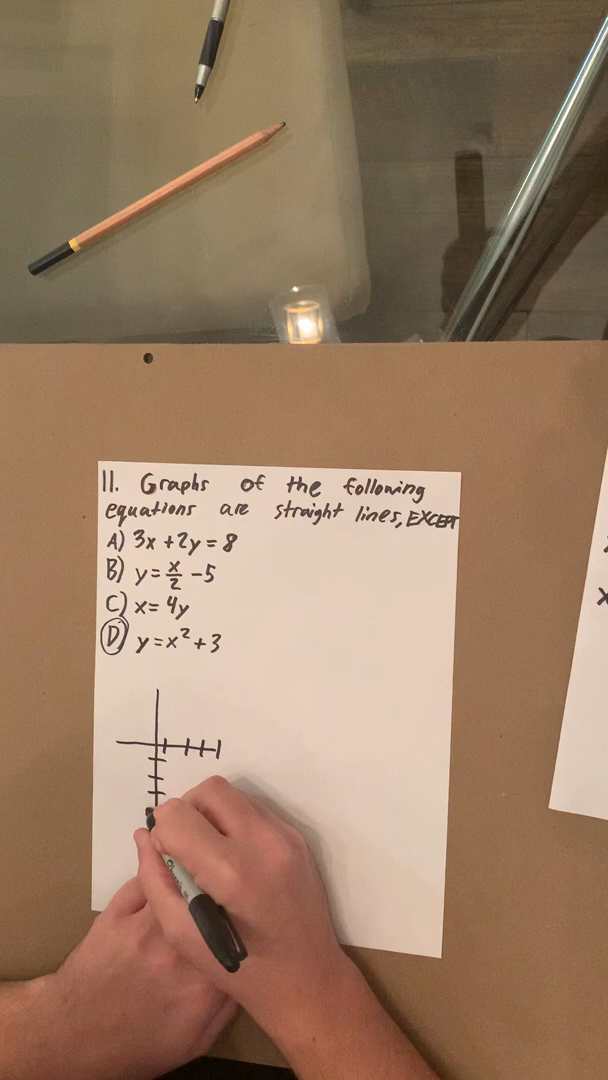 11. Graphs of the following
equations are straight lines, EXCEPT
A) 3x + 2y = 8
B) y = x/2 - 5
C) x = 4y
D) y = x² + 3